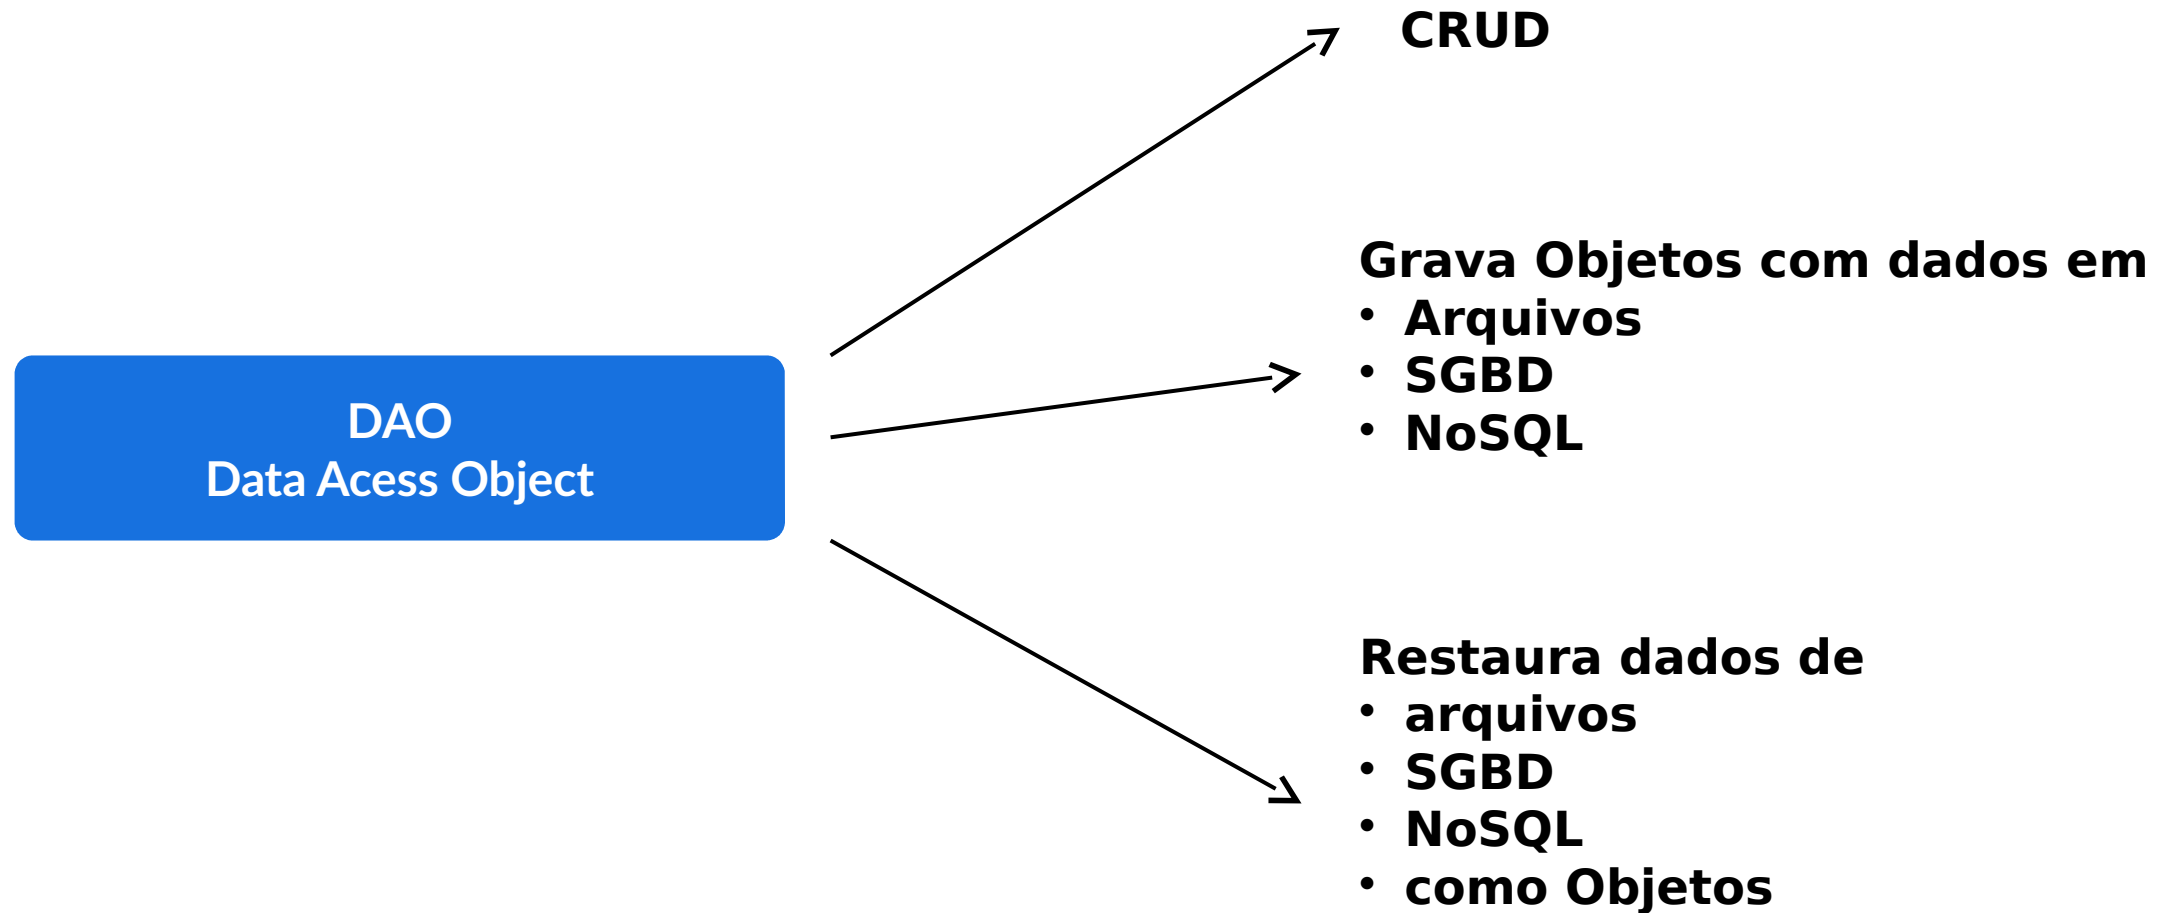 CRUD
Grava Objetos com dados em
• Arquivos
• SGBD
• NoSQL
DAO
Data Acess Object
Restaura dados de
• arquivos
• SGBD
• NoSQL
• como Objetos